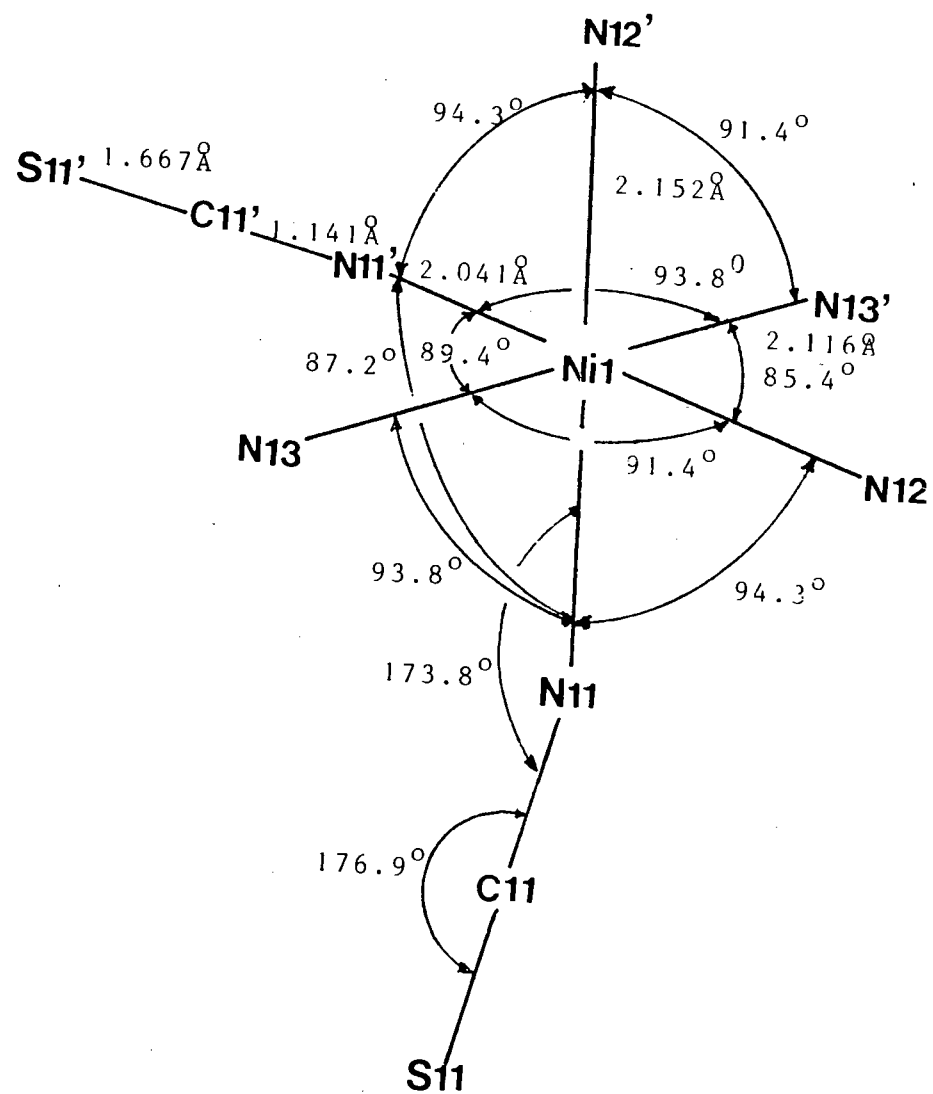 N12'
94.3°
91.4°
S11' 1.667Å
2.152Å
C11' 1.141Å
N11' 2.041Å
93.8°
N13'
2.116Å
87.2° 89.4°
Ni1
85.4°
N13
91.4°
N12
93.8°
94.3°
173.8°
N11
176.9°
C11
S11